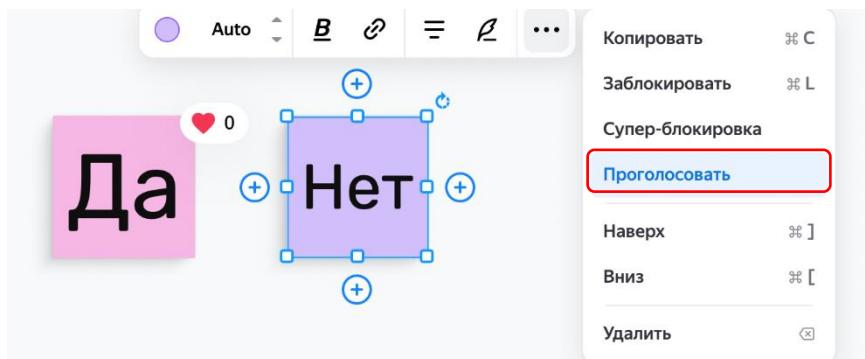 Auto B
Копировать ⌘ C
Заблокировать ⌘ L
Супер-блокировка
Проголосовать
Наверх ⌘ ]
Вниз ⌘ [
Удалить
0
Да
Нет